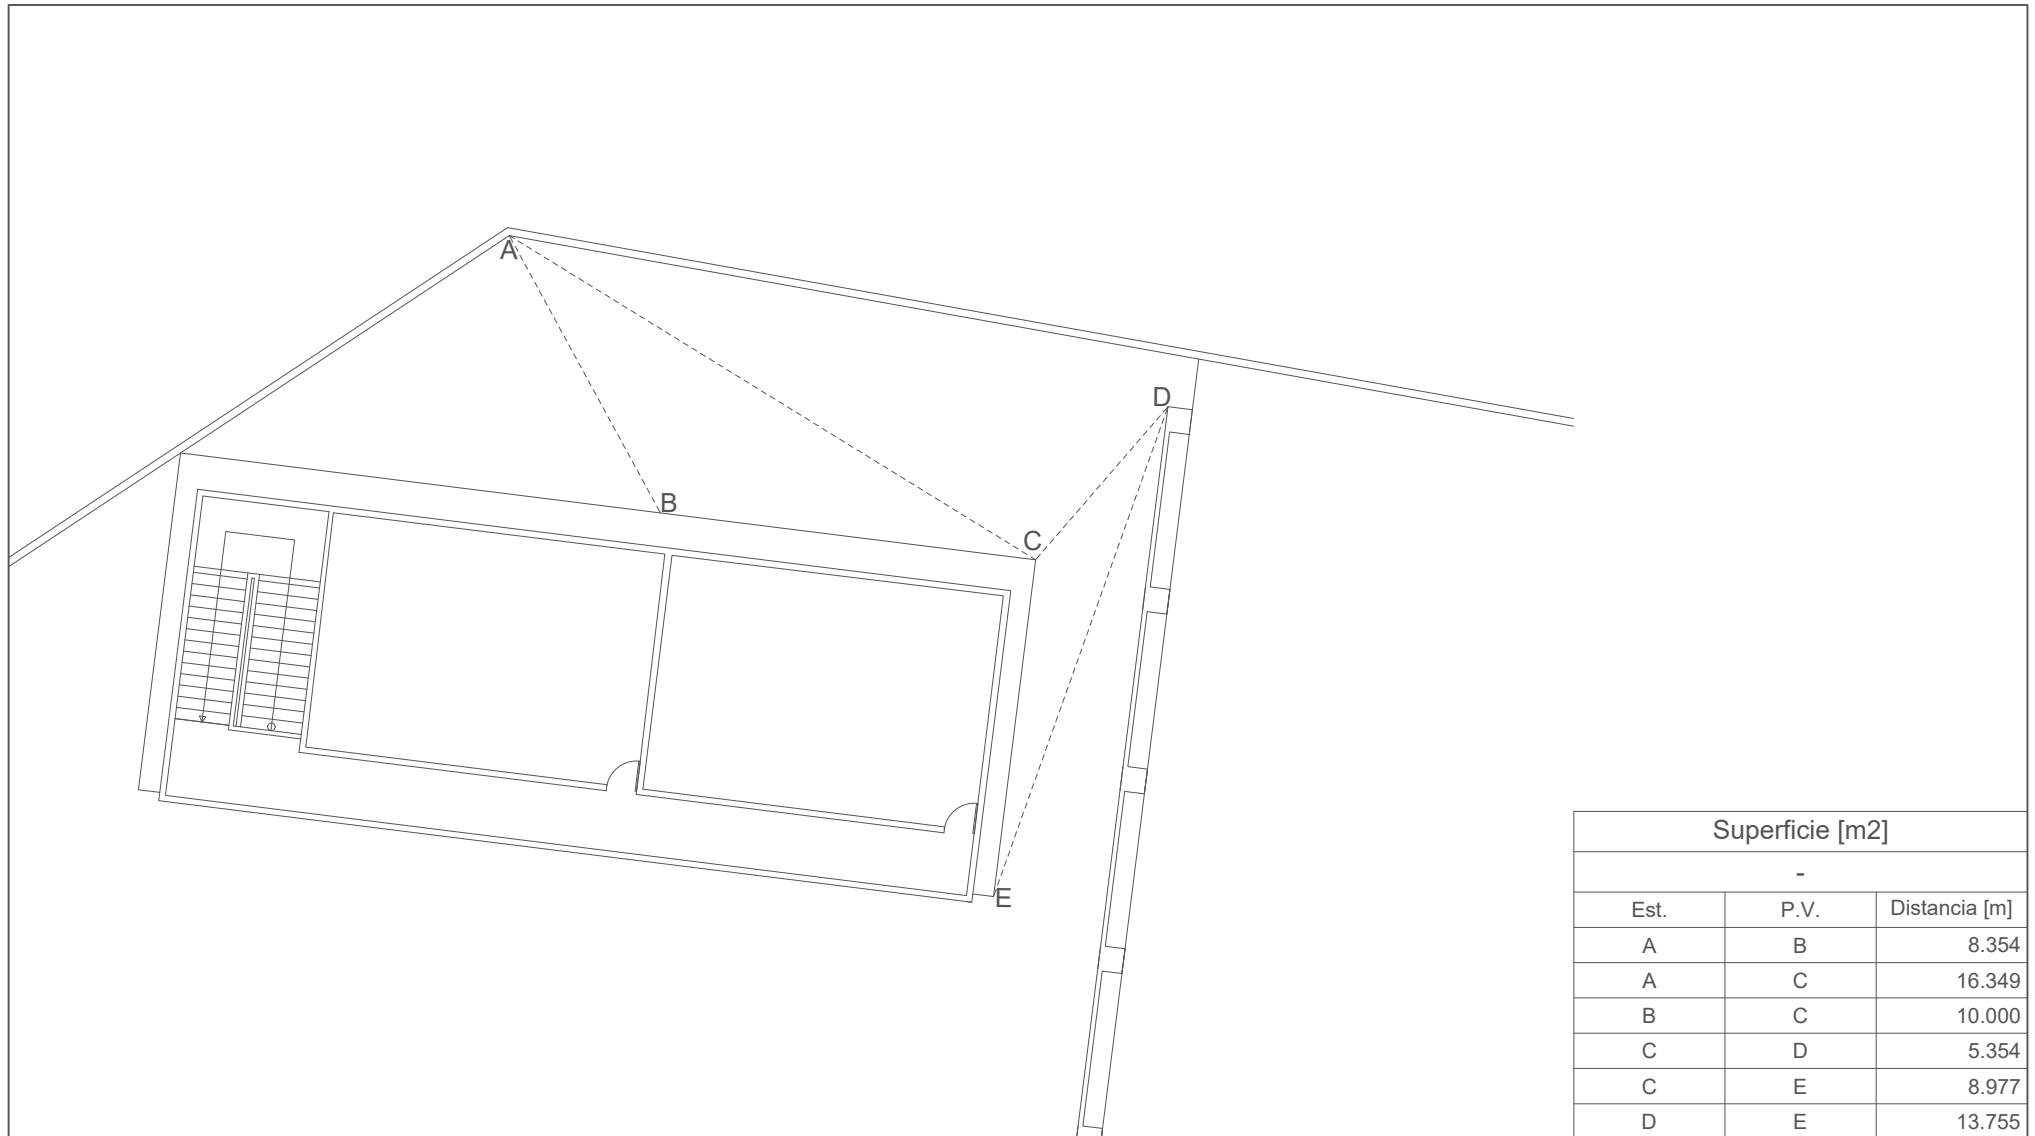 A
D
B
C
E
Superficie [m2]
-
Est. P.V. Distancia [m]
A B 8.354
A C 16.349
B C 10.000
C D 5.354
C E 8.977
D E 13.755